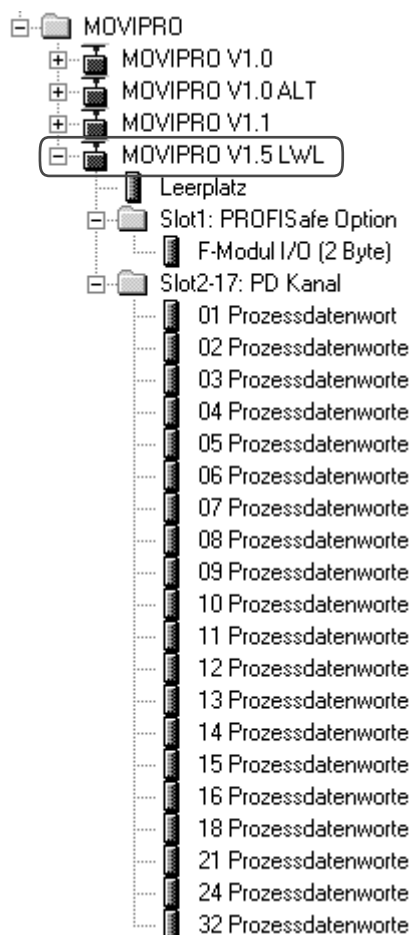 MOVIPRO
MOVIPRO V1.0
MOVIPRO V1.0 ALT
MOVIPRO V1.1
MOVIPRO V1.5 LWL
Leerplatz
Slot1: PROFISafe Option
F-Modul I/O (2 Byte)
Slot2-17: PD Kanal
01 Prozessdatenwort
02 Prozessdatenworte
03 Prozessdatenworte
04 Prozessdatenworte
05 Prozessdatenworte
06 Prozessdatenworte
07 Prozessdatenworte
08 Prozessdatenworte
09 Prozessdatenworte
10 Prozessdatenworte
11 Prozessdatenworte
12 Prozessdatenworte
13 Prozessdatenworte
14 Prozessdatenworte
15 Prozessdatenworte
16 Prozessdatenworte
18 Prozessdatenworte
21 Prozessdatenworte
24 Prozessdatenworte
32 Prozessdatenworte